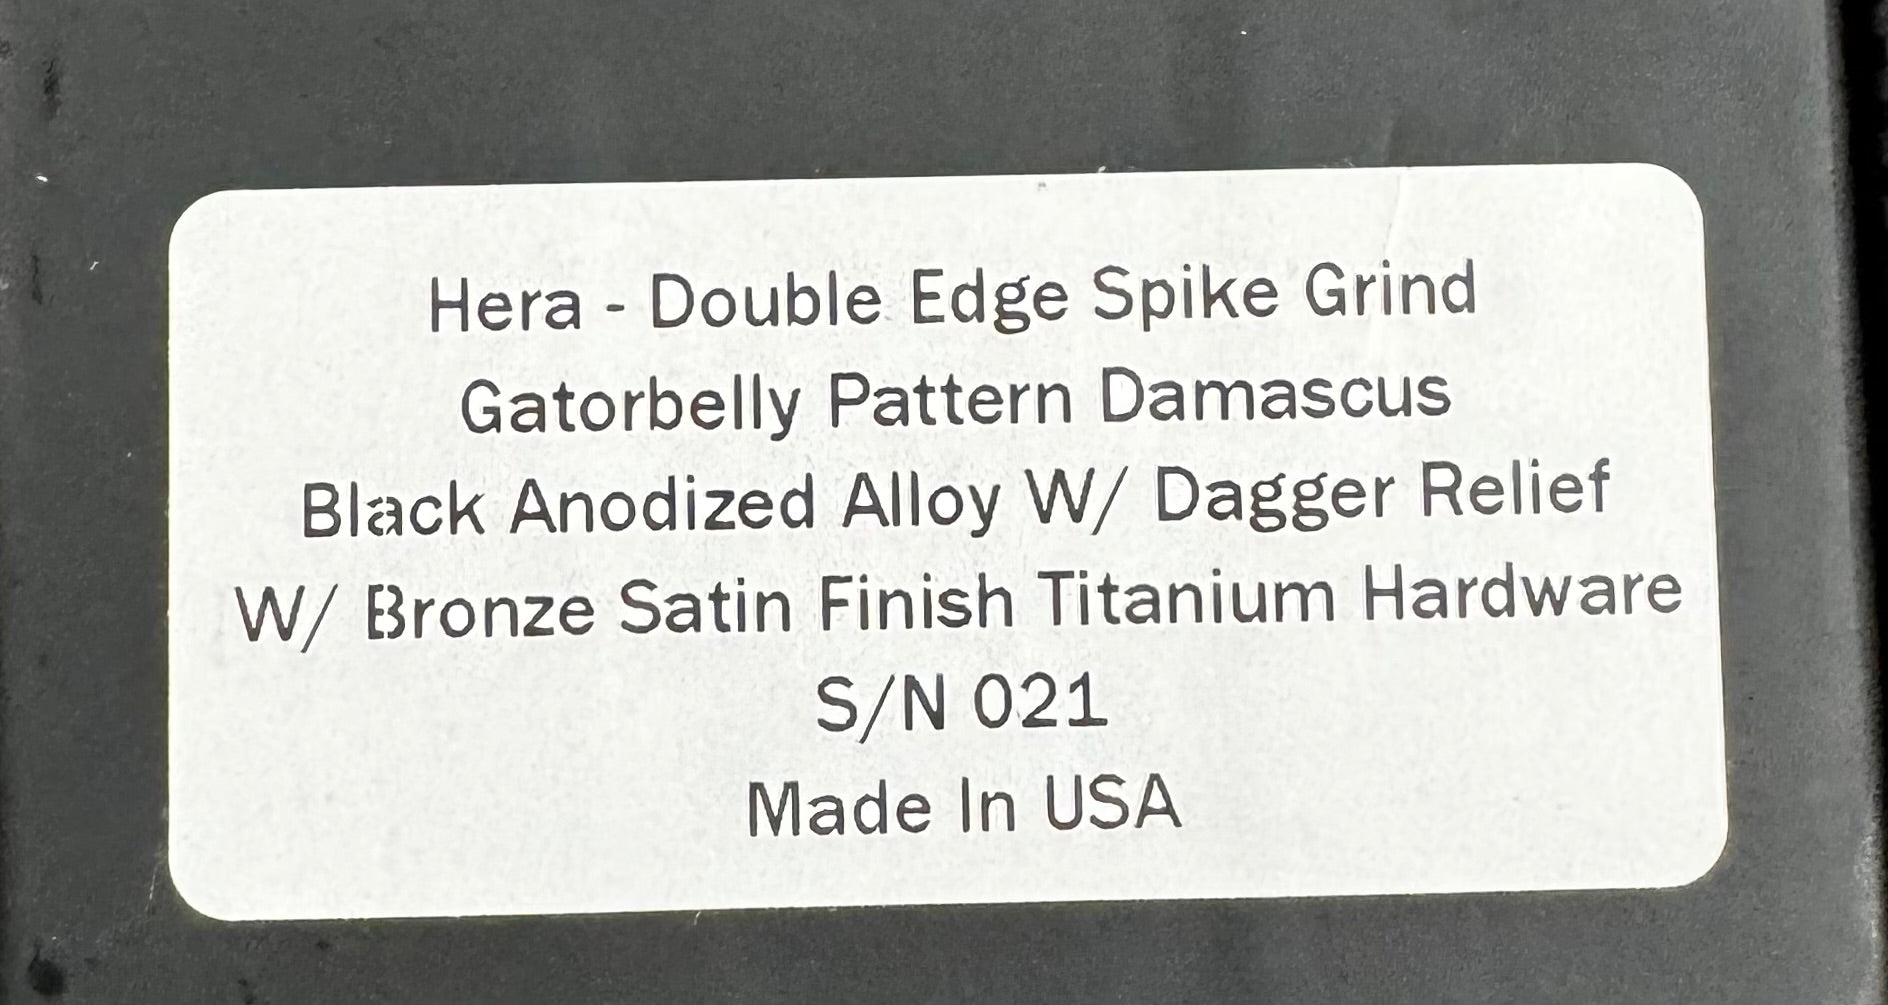 Hera - Double Edge Spike Grind
Gatorbelly Pattern Damascus
Black Anodized Alloy W/ Dagger Relief
W/ Bronze Satin Finish Titanium Hardware
S/N 021
Made In USA